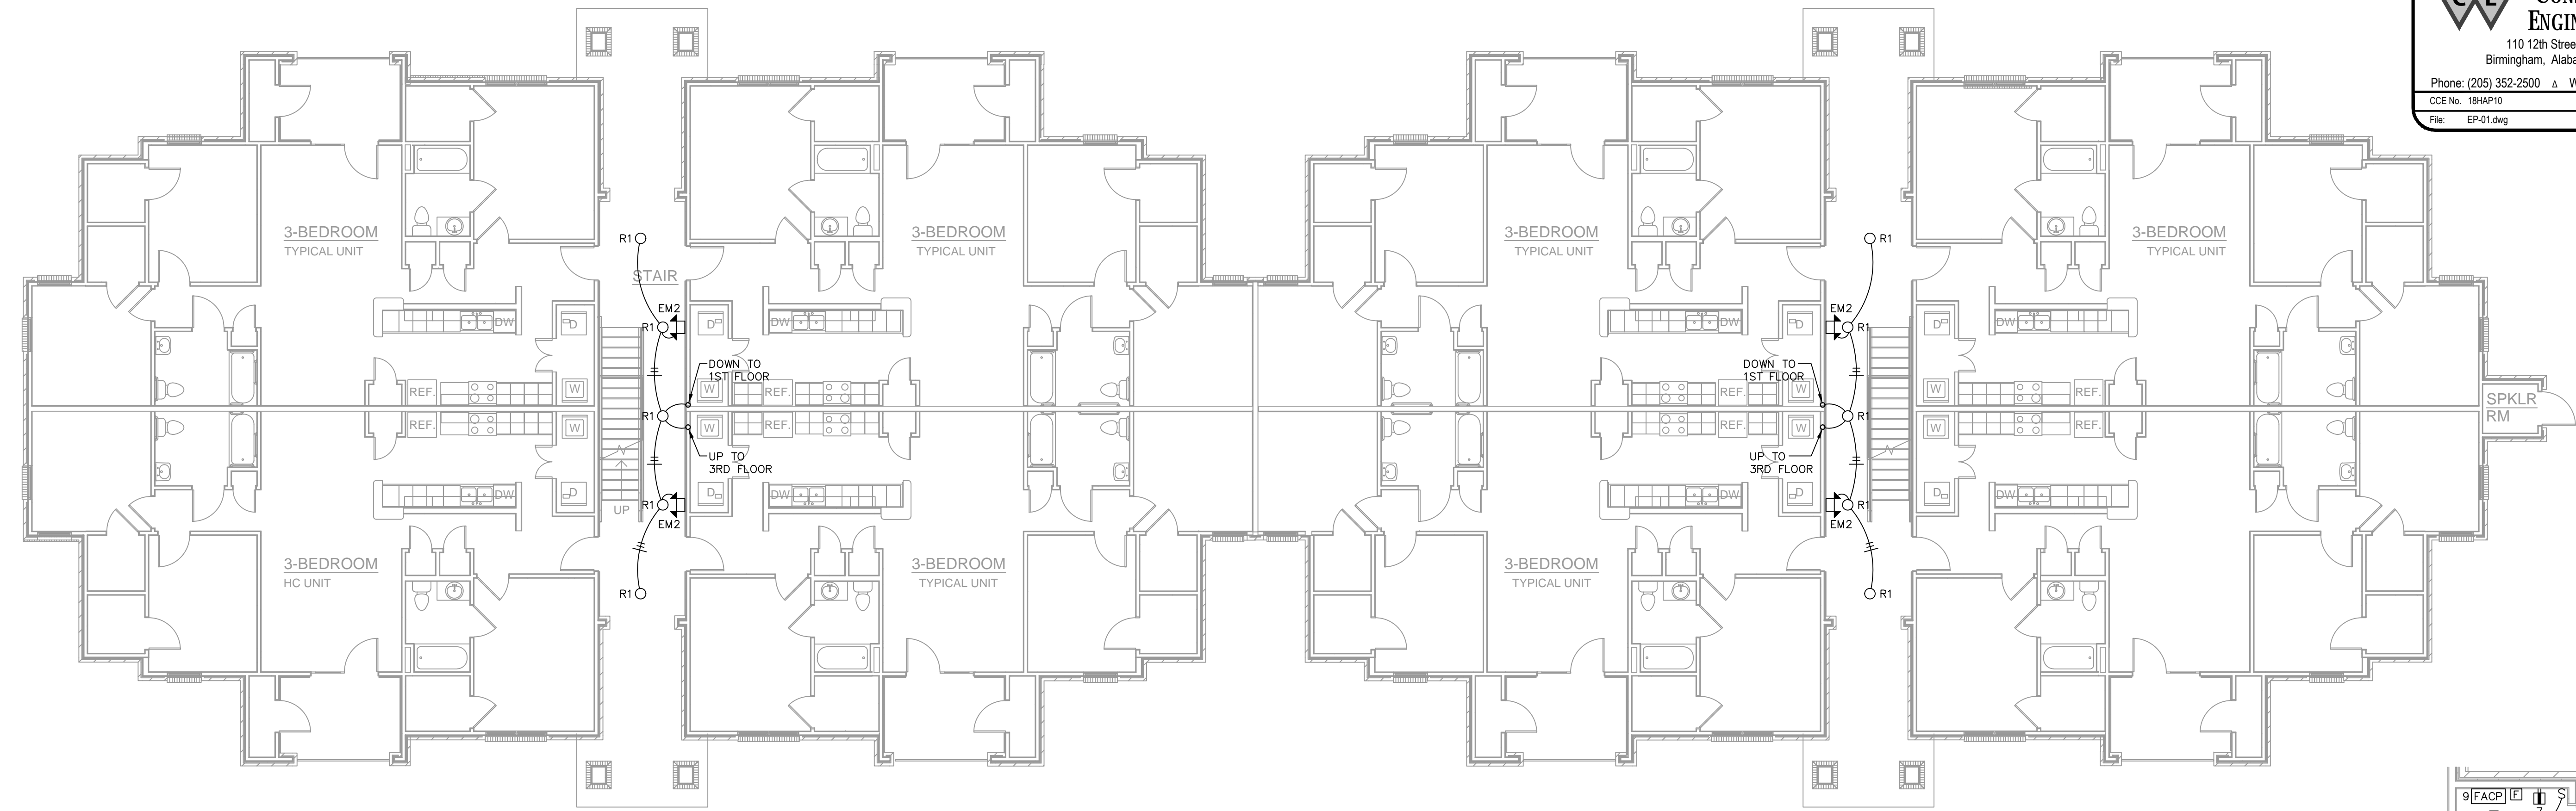 C E
ENGIN
110 12th Stree
Birmingham, Alaba
Phone: (205) 352-2500 Δ W
CCE No. 18HAP10
File: EP-01.dwg
3-BEDROOM
TYPICAL UNIT
R1
STAIR
3-BEDROOM
TYPICAL UNIT
3-BEDROOM
TYPICAL UNIT
R1
3-BEDROOM
TYPICAL UNIT
EM2
R1
EM2
R1
DW
D
D
DW
DW
D
D
DW
DOWN TO
1ST FLOOR
DOWN TO
1ST FLOOR
REF.
W
W
REF.
REF.
W
W
REF.
R1
R1
SPKLR
RM
REF.
W
W
REF.
REF.
W
W
REF.
UP TO
3RD FLOOR
UP TO
3RD FLOOR
DW
D
D
DW
DW
D
D
DW
UP
R1
EM2
R1
EM2
3-BEDROOM
HC UNIT
3-BEDROOM
TYPICAL UNIT
3-BEDROOM
TYPICAL UNIT
R1
R1
9 FACP F
7
S